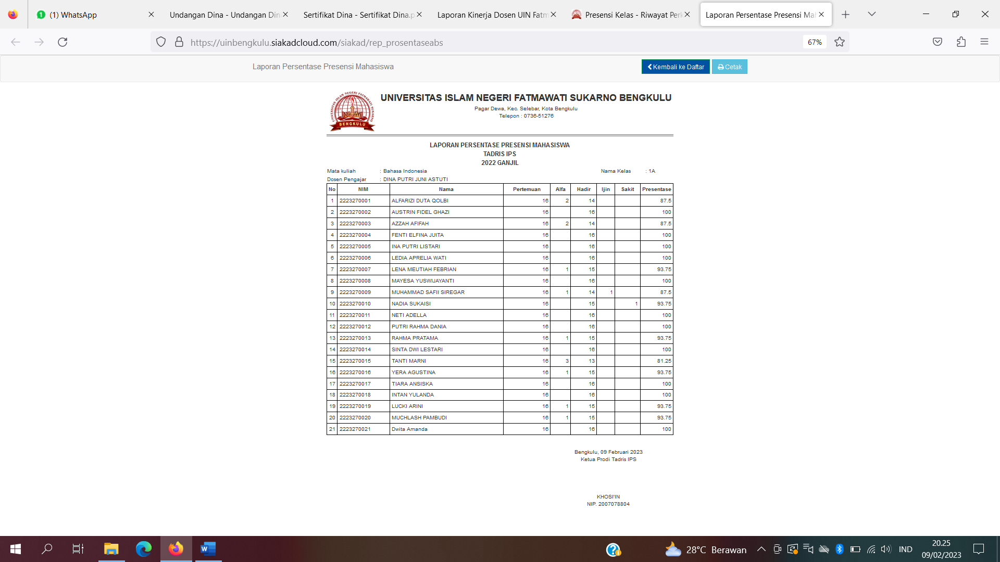 (1) WhatsApp
Undangan Dina - Undangan Din
Sertifikat Dina - Sertifikat Dina.p
Laporan Kinerja Dosen UIN Fatm
Presensi Kelas - Riwayat Perk
Laporan Persentase Presensi Mah
https://uinbengkulu.siakadcloud.com/siakad/rep_prosentaseabs
67%
Laporan Persentase Presensi Mahasiswa
Kembali ke Daftar
Cetak
UNIVERSITAS ISLAM NEGERI FATMAWATI SUKARNO BENGKULU
Pagar Dewa, Kec. Selebar, Kota Bengkulu
Telepon : 0736-51276
UNIVERSITAS ISLAM NEGERI FATMAWATI SUKARNO
BENGKULU
LAPORAN PERSENTASE PRESENSI MAHASISWA
TADRIS IPS
2022 GANJIL
Mata kuliah : Bahasa Indonesia Nama Kelas : 1A
Dosen Pengajar : DINA PUTRI JUNI ASTUTI
No NIM Nama Pertemuan Alfa Hadir Ijin Sakit Presentase
1 2223270001 ALFARIZI DUTA QOLBI 16 2 14 87.5
2 2223270002 AUSTRIN FIDEL GHAZI 16 16 100
3 2223270003 AZZAH AFIFAH 16 2 14 87.5
4 2223270004 FENTI ELFINA JUITA 16 16 100
5 2223270005 INA PUTRI LISTARI 16 16 100
6 2223270006 LEDIA APRELIA WATI 16 16 100
7 2223270007 LENA MEUTIAH FEBRIAN 16 1 15 93.75
8 2223270008 MAYESA YUSWIJAYANTI 16 16 100
9 2223270009 MUHAMMAD SAFII SIREGAR 16 1 14 1 87.5
10 2223270010 NADIA SUKAISI 16 15 1 93.75
11 2223270011 NETI ADELLA 16 16 100
12 2223270012 PUTRI RAHMA DANIA 16 16 100
13 2223270013 RAHMA PRATAMA 16 1 15 93.75
14 2223270014 SINTA DWI LESTARI 16 16 100
15 2223270015 TANTI MARNI 16 3 13 81.25
16 2223270016 YERA AGUSTINA 16 1 15 93.75
17 2223270017 TIARA ANSISKA 16 16 100
18 2223270018 INTAN YULANDA 16 16 100
19 2223270019 LUCKI ARINI 16 1 15 93.75
20 2223270020 MUCHLASH PAMBUDI 16 1 15 93.75
21 2223270021 Dwita Amanda 16 16 100
Bengkulu, 09 Februari 2023
Ketua Prodi Tadris IPS
KHOSI'IN
NIP. 2007078804
28°C Berawan
IND
20.25
09/02/2023